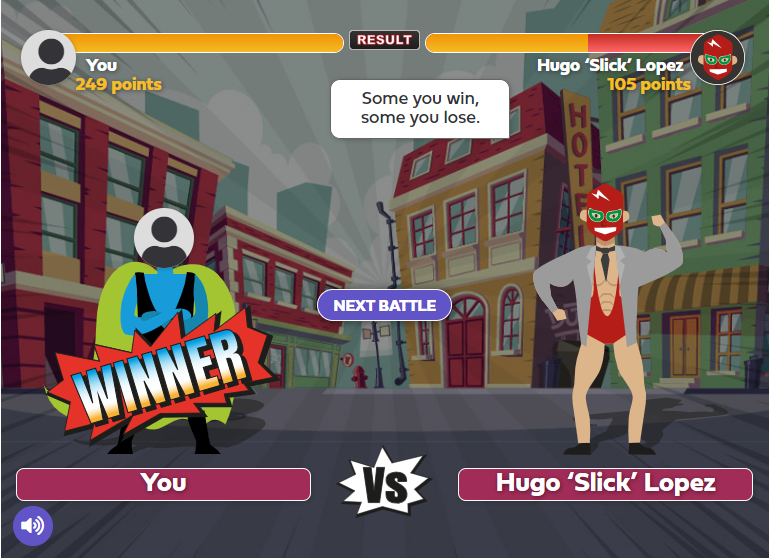 RESULT
You
249 points
Hugo ‘Slick’ Lopez
105 points
Some you win,
some you lose.
HOTE
NEXT BATTLE
WINNER
You
Vs
Hugo ‘Slick’ Lopez